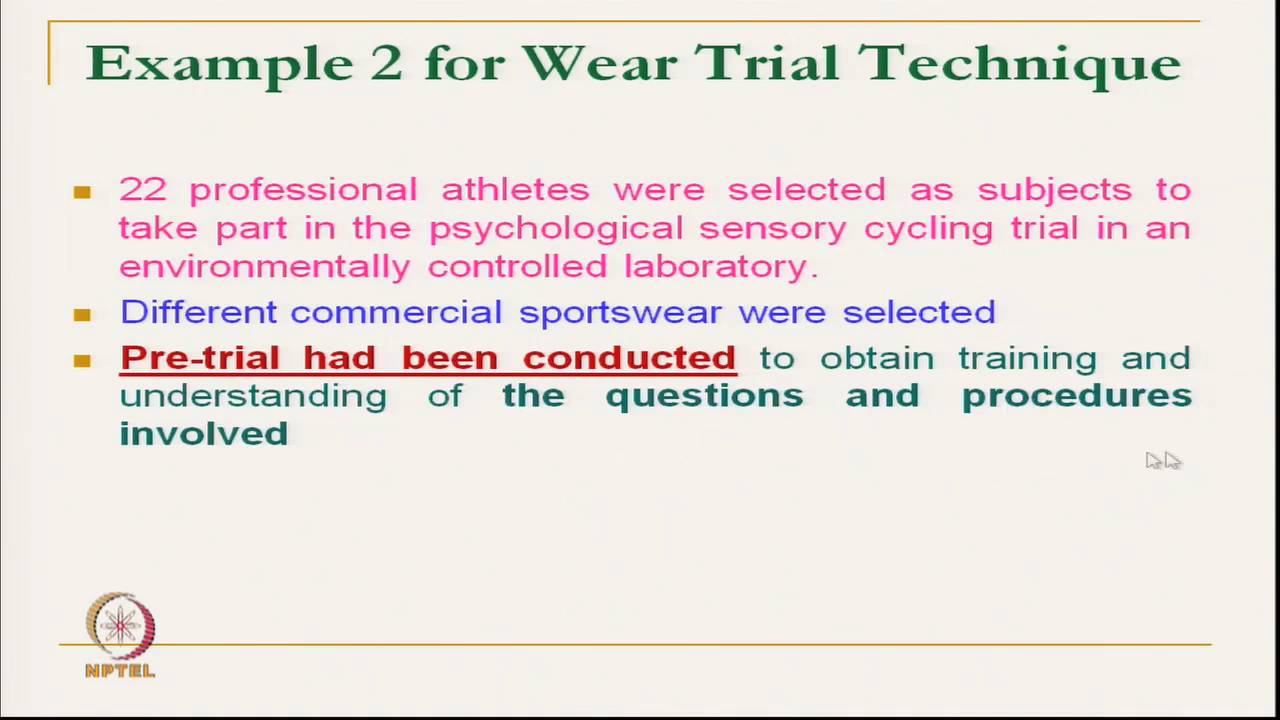 Example 2 for Wear Trial Technique
22 professional athletes were selected as subjects to
take part in the psychological sensory cycling trial in an
environmentally controlled laboratory.
Different commercial sportswear were selected
Pre-trial had been conducted to obtain training and
understanding of the questions and procedures
involved
NPTEL